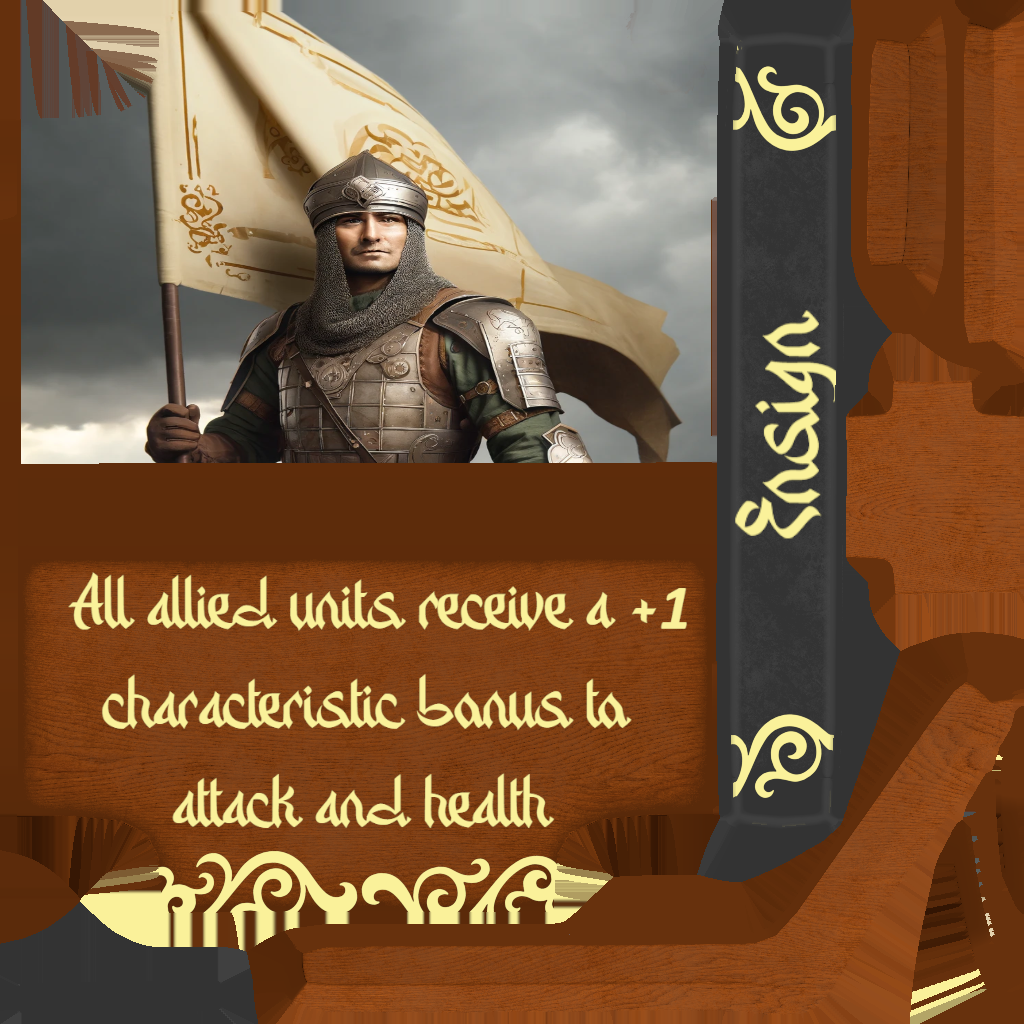 Ensign
All allied units receive a +1
characteristic bonus to
attack and health